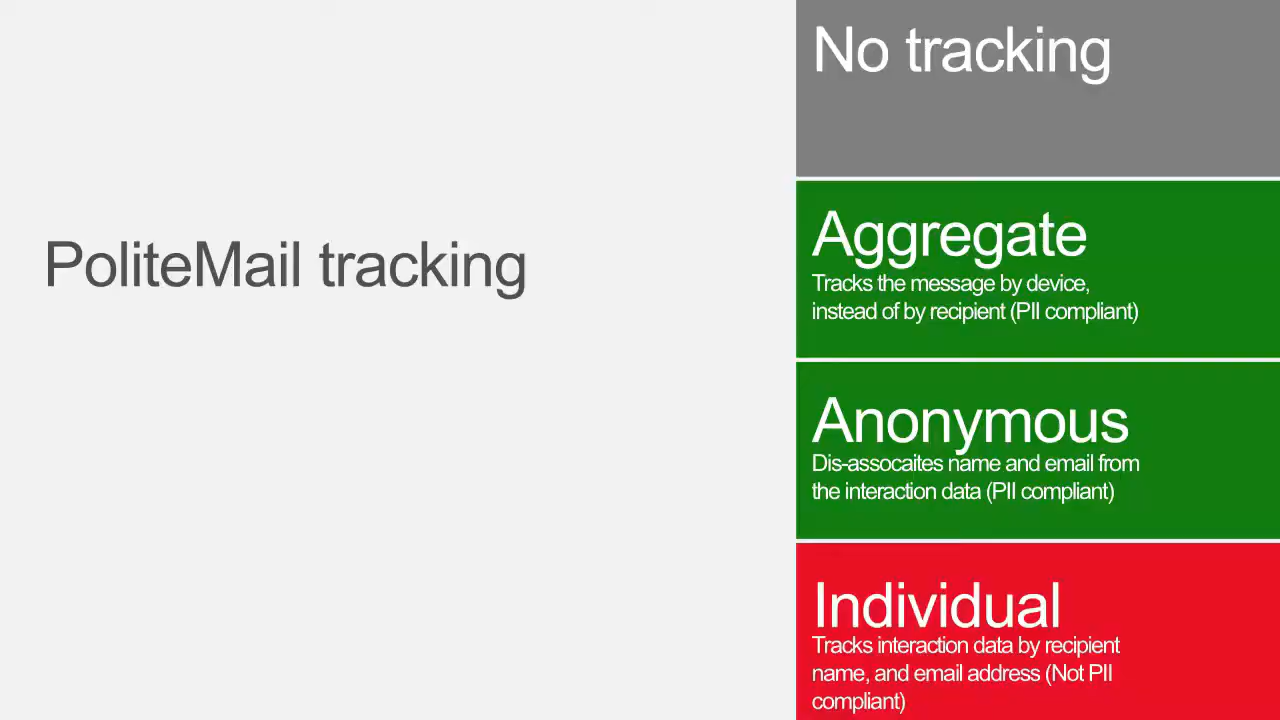 PoliteMail tracking
No tracking
Aggregate
Tracks the message by device,
instead of by recipient (PII compliant)
Anonymous
Dis-assocaites name and email from
the interaction data (PII compliant)
Individual
Tracks interaction data by recipient
name, and email address (Not PII
compliant)